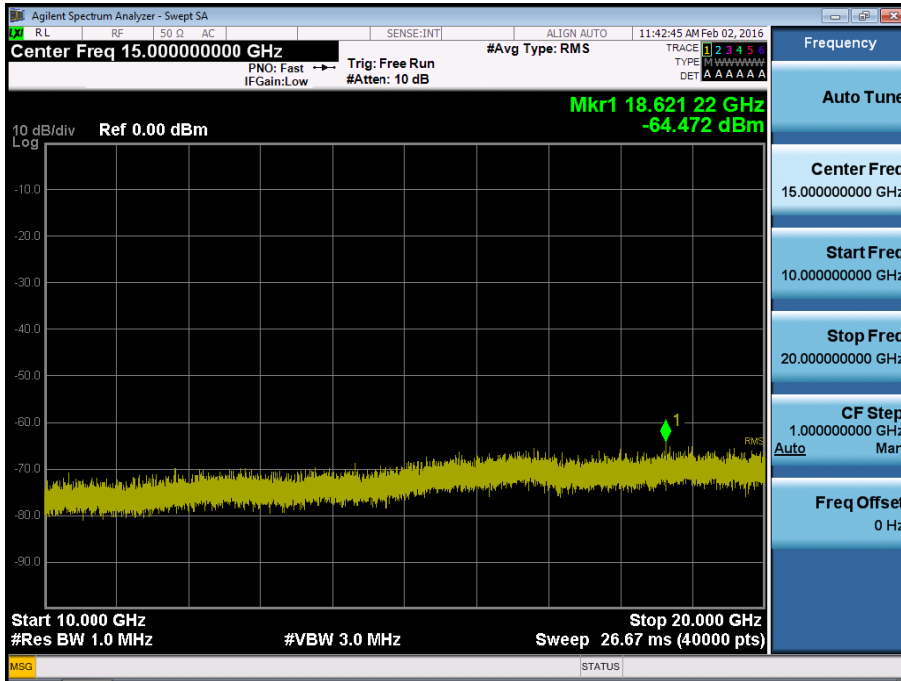 Agilent Spectrum Analyzer - Swept SA
LXI RL RF 50 Ω AC SENSE:INT ALIGN AUTO 11:42:45 AM Feb 02, 2016
Center Freq 15.000000000 GHz
#Avg Type: RMS
TRACE 1 2 3 4 5 6
TYPE M W W W W W
DET A A A A A A
PNO: Fast
IFGain:Low
Trig: Free Run
#Atten: 10 dB
Mkr1 18.621 22 GHz
-64.472 dBm
10 dB/div
Log
Ref 0.00 dBm
-10.0
-20.0
-30.0
-40.0
-50.0
-60.0
-70.0
-80.0
-90.0
1
RMS
Start 10.000 GHz
Stop 20.000 GHz
#Res BW 1.0 MHz
#VBW 3.0 MHz
Sweep 26.67 ms (40000 pts)
MSG
STATUS
Frequency
Auto Tune
Center Freq
15.000000000 GHz
Start Freq
10.000000000 GHz
Stop Freq
20.000000000 GHz
CF Step
1.000000000 GHz
Auto Man
Freq Offset
0 Hz